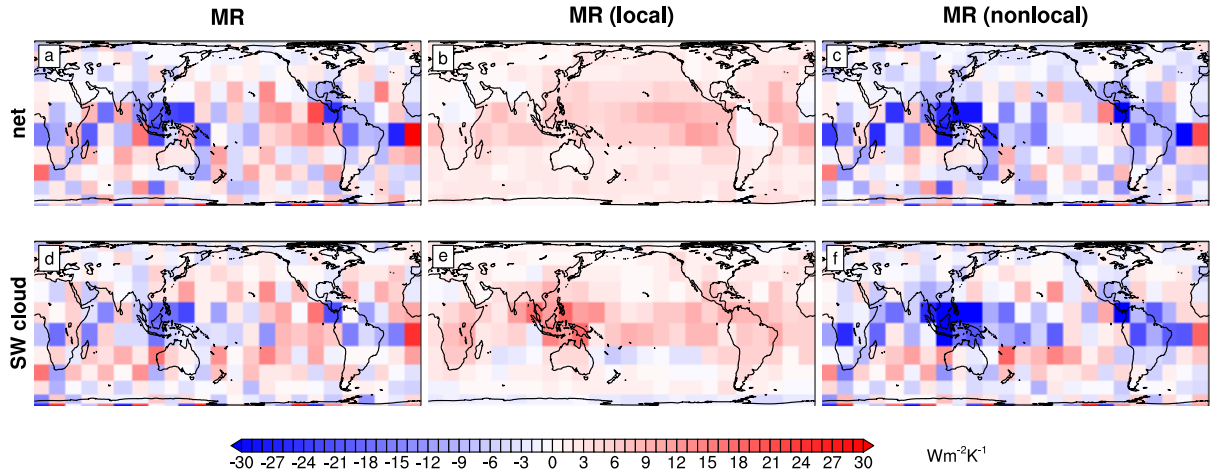 MR MR (local) MR (nonlocal)
net a b c
SW cloud d e f
-30 -27 -24 -21 -18 -15 -12 -9 -6 -3 0 3 6 9 12 15 18 21 24 27 30 Wm−2K−1